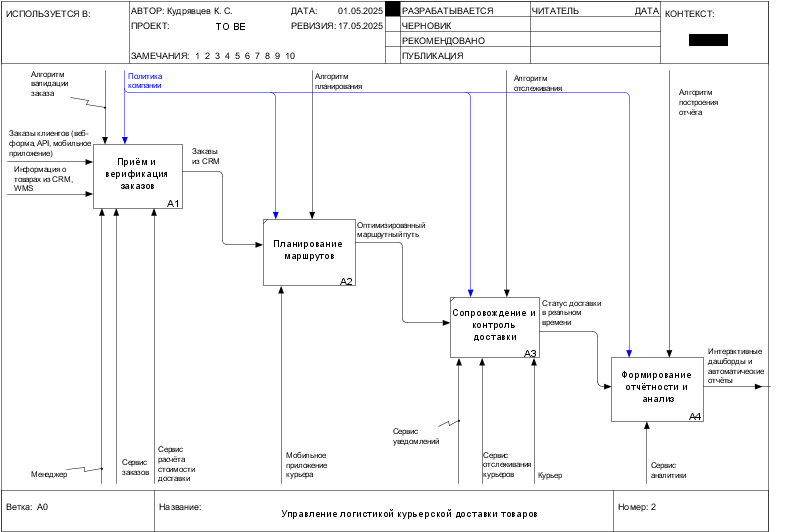 ИСПОЛЬЗУЕТСЯ В:
АВТОР: Кудрявцев К. С.
ДАТА: 01.05.2025
РАЗРАБАТЫВАЕТСЯ
ЧИТАТЕЛЬ
ДАТА
КОНТЕКСТ:
ПРОЕКТ: TO BE
РЕВИЗИЯ: 17.05.2025
ЧЕРНОВИК
РЕКОМЕНДОВАНО
ЗАМЕЧАНИЯ: 1 2 3 4 5 6 7 8 9 10
ПУБЛИКАЦИЯ
Алгоритм
валидации
заказа
Политика
компании
Алгоритм
планирования
Алгоритм
отслеживания
Алгоритм
построения
отчёта
Заказы клиентов (веб-
форма, API, мобильное
приложение)
Информация о
товарах из CRM,
WMS
Приём и
верификация
заказов
A1
Заказы
из CRM
Планирование
маршрутов
A2
Оптимизированный
маршрутный путь
Сопровождение и
контроль
доставки
A3
Статус доставки
в реальном
времени
Формирование
отчётности и
анализ
A4
Интерактивные
дашборды и
автоматические
отчёты
Менеджер
Сервис
заказов
Сервис
расчёта
стоимости
доставки
Мобильное
приложение
курьера
Сервис
уведомлений
Сервис
отслеживания
курьеров
Курьер
Сервис
аналитики
Ветка: A0
Название:
Управление логистикой курьерской доставки товаров
Номер: 2